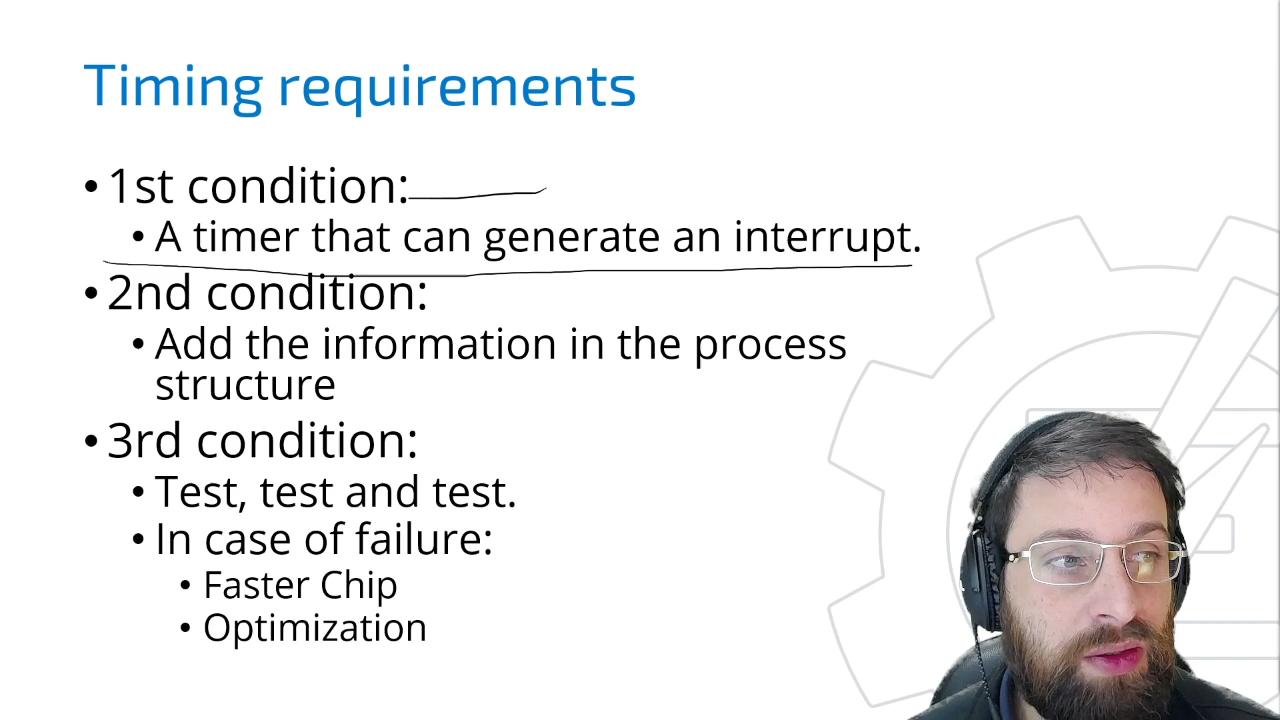 Timing requirements
• 1st condition:
• A timer that can generate an interrupt.
• 2nd condition:
• Add the information in the process
structure
• 3rd condition:
• Test, test and test.
• In case of failure:
• Faster Chip
• Optimization